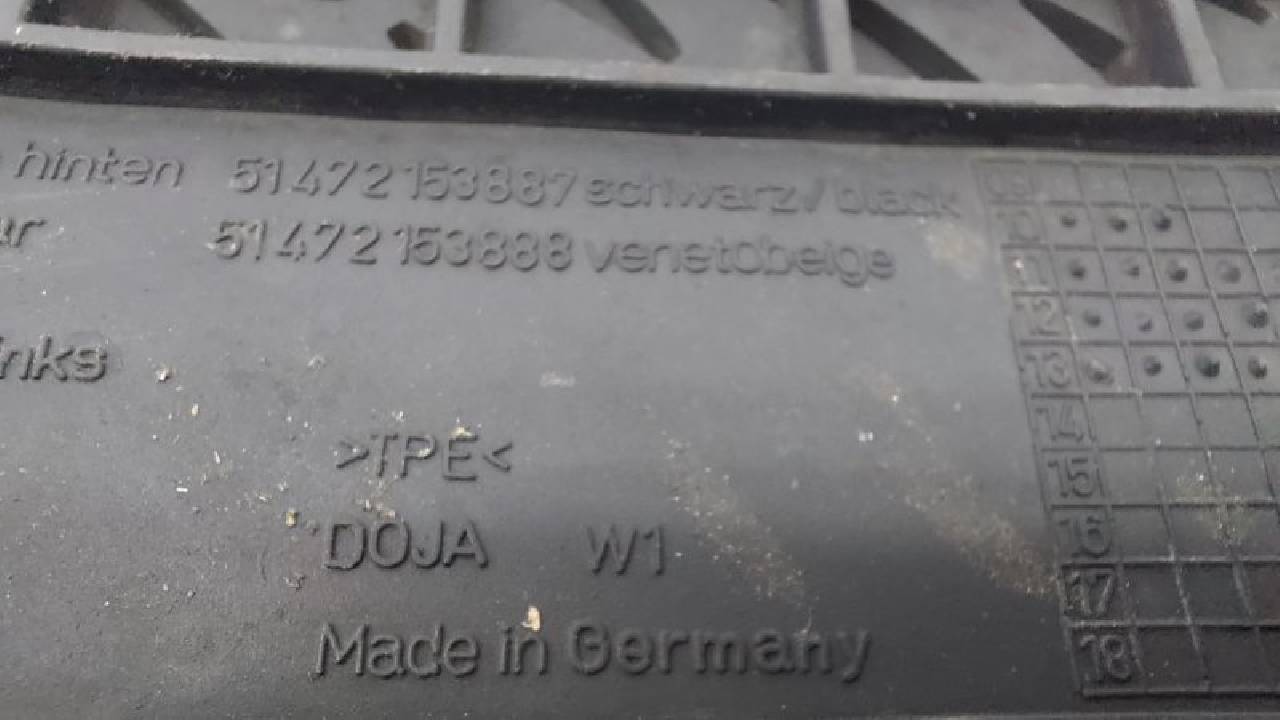 hinten 51472153887 schwarz / black
51472153888 venetobeige
>TPE<
DOJA W1
Made in Germany
09
10
11
12
13
14
15
16
17
18